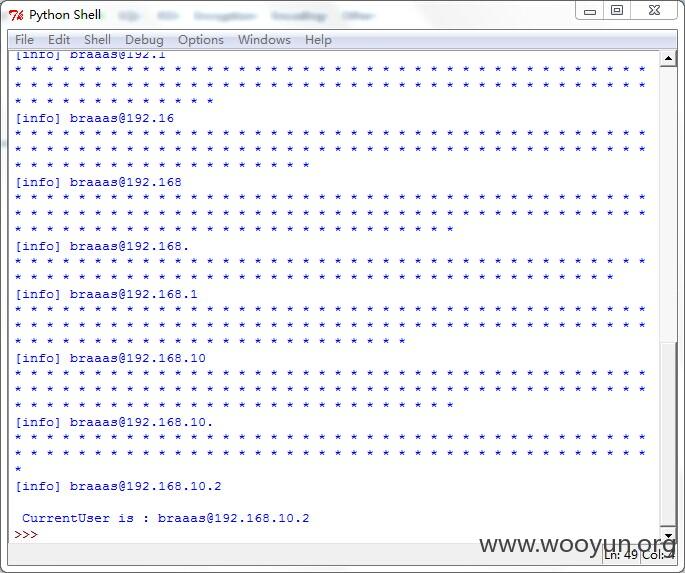 Python Shell
File Edit Shell Debug Options Windows Help
[info] braaas@192.1
* * * * * * * * * * * * * * * * * * * * * * * * * * * * * * * * * * * * * * * *
* * * * * * * * * * * * * * * * * * * * * * * * * * * * * * * * * * * * * * * *
* * * * * * * * * * * * *
[info] braaas@192.16
* * * * * * * * * * * * * * * * * * * * * * * * * * * * * * * * * * * * * * * *
* * * * * * * * * * * * * * * * * * * * * * * * * * * * * * * * * * * * * * * *
* * * * * * * * * * * * * * * * * * *
[info] braaas@192.168
* * * * * * * * * * * * * * * * * * * * * * * * * * * * * * * * * * * * * * * *
* * * * * * * * * * * * * * * * * * * * * * * * * * * * * * * * * * * * * * * *
* * * * * * * * * * * * * * * * * * * * * * * * * * * *
[info] braaas@192.168.
* * * * * * * * * * * * * * * * * * * * * * * * * * * * * * * * * * * * * * * *
* * * * * * * * * * * * * * * * * * * * * * * * * * * * * * * * * * * * * *
[info] braaas@192.168.1
* * * * * * * * * * * * * * * * * * * * * * * * * * * * * * * * * * * * * * * *
* * * * * * * * * * * * * * * * * * * * * * * * * * * * * * * * * * * * * * * *
* * * * * * * * * * * * * * * * * * * * * * * * *
[info] braaas@192.168.10
* * * * * * * * * * * * * * * * * * * * * * * * * * * * * * * * * * * * * * * *
* * * * * * * * * * * * * * * * * * * * * * * * * * * * * * * * * * * * * * * *
* * * * * * * * * * * * * * * * * * * * * * * * * * * *
[info] braaas@192.168.10.
* * * * * * * * * * * * * * * * * * * * * * * * * * * * * * * * * * * * * * * *
* * * * * * * * * * * * * * * * * * * * * * * * * * * * * * * * * * * * * * * *
*
[info] braaas@192.168.10.2
CurrentUser is : braaas@192.168.10.2
>>>
www.wooyun.org
Ln: 49 Col: 4